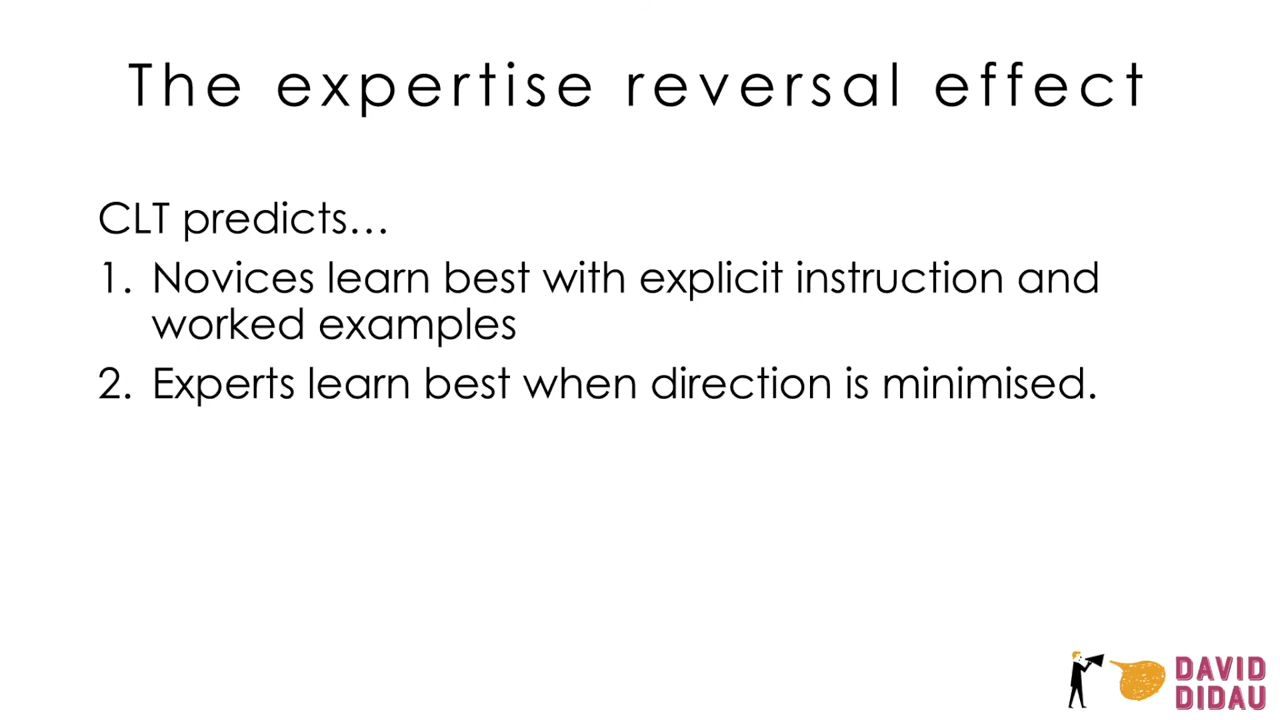 The expertise reversal effect
CLT predicts…
1. Novices learn best with explicit instruction and
worked examples
2. Experts learn best when direction is minimised.
DAVID
DIDAU